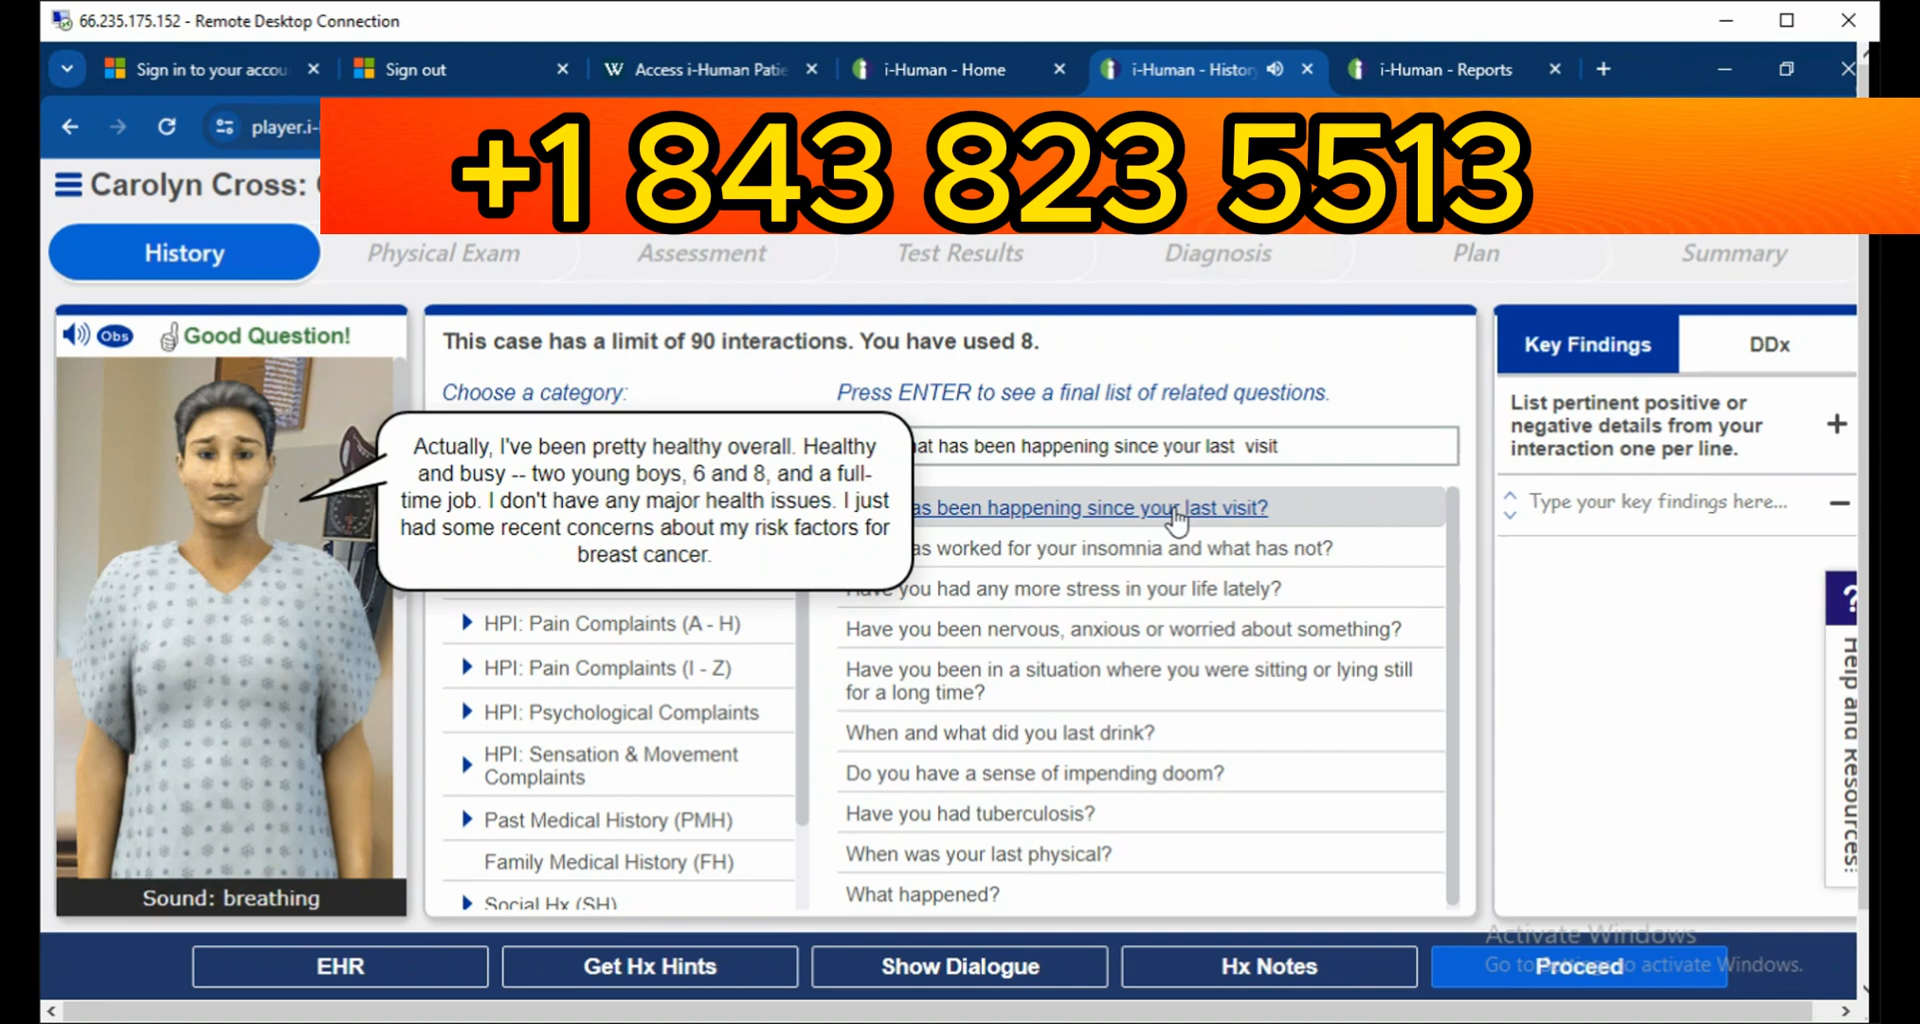 66.235.175.152 - Remote Desktop Connection
Sign in to your accou
Sign out
Access i-Human Patie
i-Human - Home
i-Human - Histor
i-Human - Reports
player.i-
+1 843 823 5513
Carolyn Cross:
History
Physical Exam
Assessment
Test Results
Diagnosis
Plan
Summary
Obs
Good Question!
This case has a limit of 90 interactions. You have used 8.
Choose a category:
Press ENTER to see a final list of related questions.
Actually, I've been pretty healthy overall. Healthy
and busy -- two young boys, 6 and 8, and a full-
time job. I don't have any major health issues. I just
had some recent concerns about my risk factors for
breast cancer.
at has been happening since your last  visit
as been happening since your last visit?
as worked for your insomnia and what has not?
Have you had any more stress in your life lately?
Have you been nervous, anxious or worried about something?
Have you been in a situation where you were sitting or lying still
for a long time?
When and what did you last drink?
Do you have a sense of impending doom?
Have you had tuberculosis?
When was your last physical?
What happened?
HPI: Pain Complaints (A - H)
HPI: Pain Complaints (I - Z)
HPI: Psychological Complaints
HPI: Sensation & Movement
Complaints
Past Medical History (PMH)
Family Medical History (FH)
Social Hx (SH)
Sound: breathing
Key Findings
DDx
List pertinent positive or
negative details from your
interaction one per line.
Type your key findings here...
?
Help and Resources!
EHR
Get Hx Hints
Show Dialogue
Hx Notes
Proceed
Activate Windows
Go to settings to activate Windows.